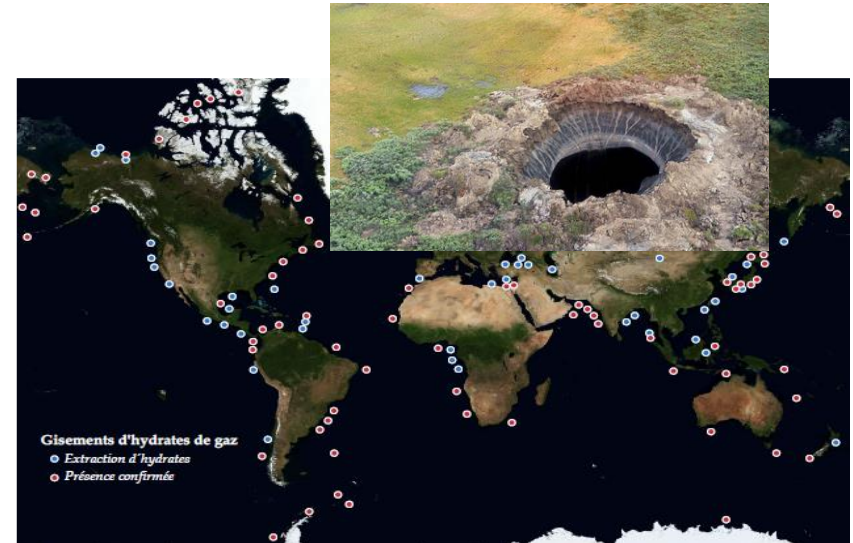 Gisements d'hydrates de gaz
Extraction d'hydrates
Présence confirmée